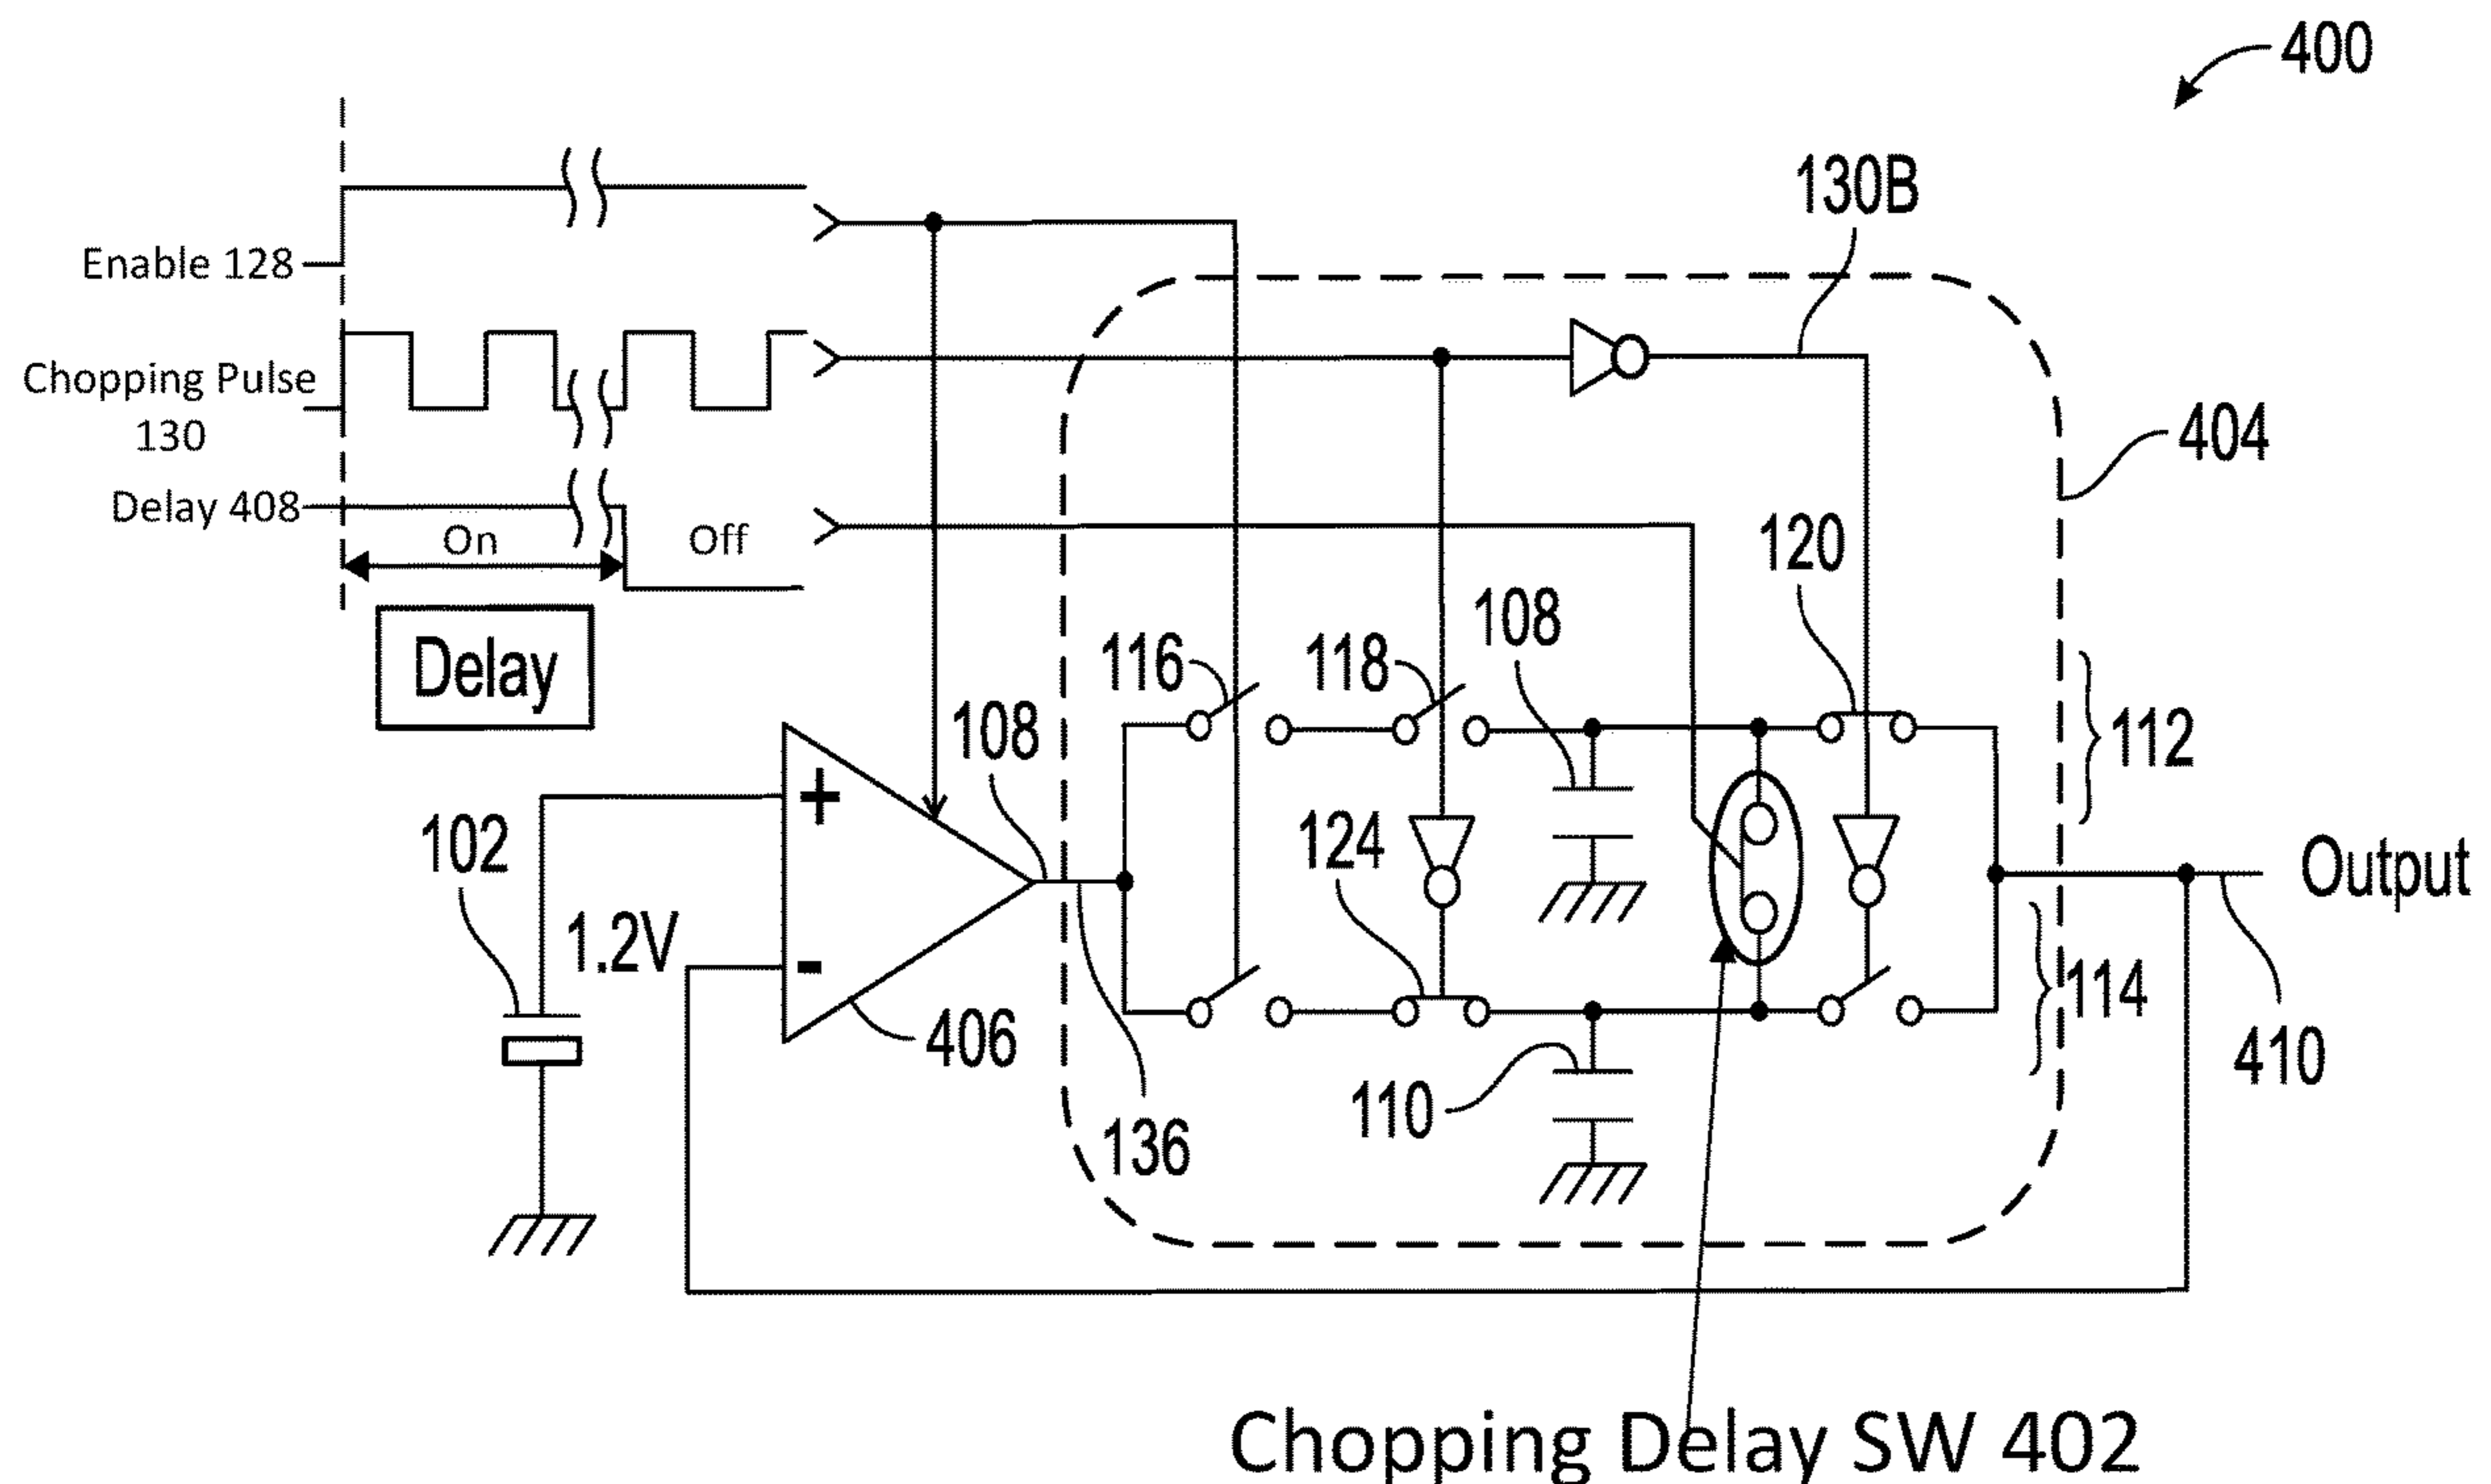 400
130B
Enable 128
Chopping Pulse
130
404
Delay 408
On
Off
120
Delay
116
118
108
112
108
+
102
124
Output
1.2V
-
114
406
110
136
410
Chopping Delay SW 402